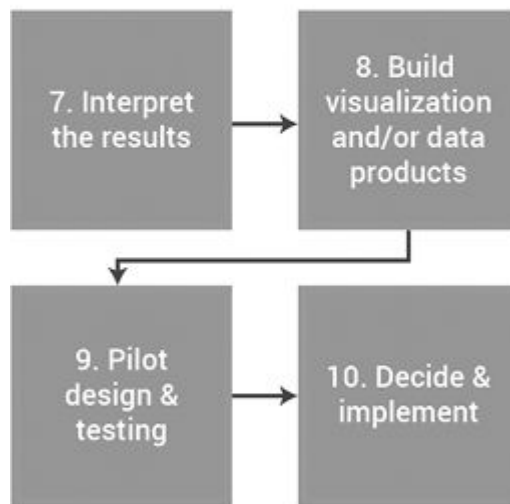 7. Interpret
the results
8. Build
visualization
and/or data
products
9. Pilot
design &
testing
10. Decide &
implement